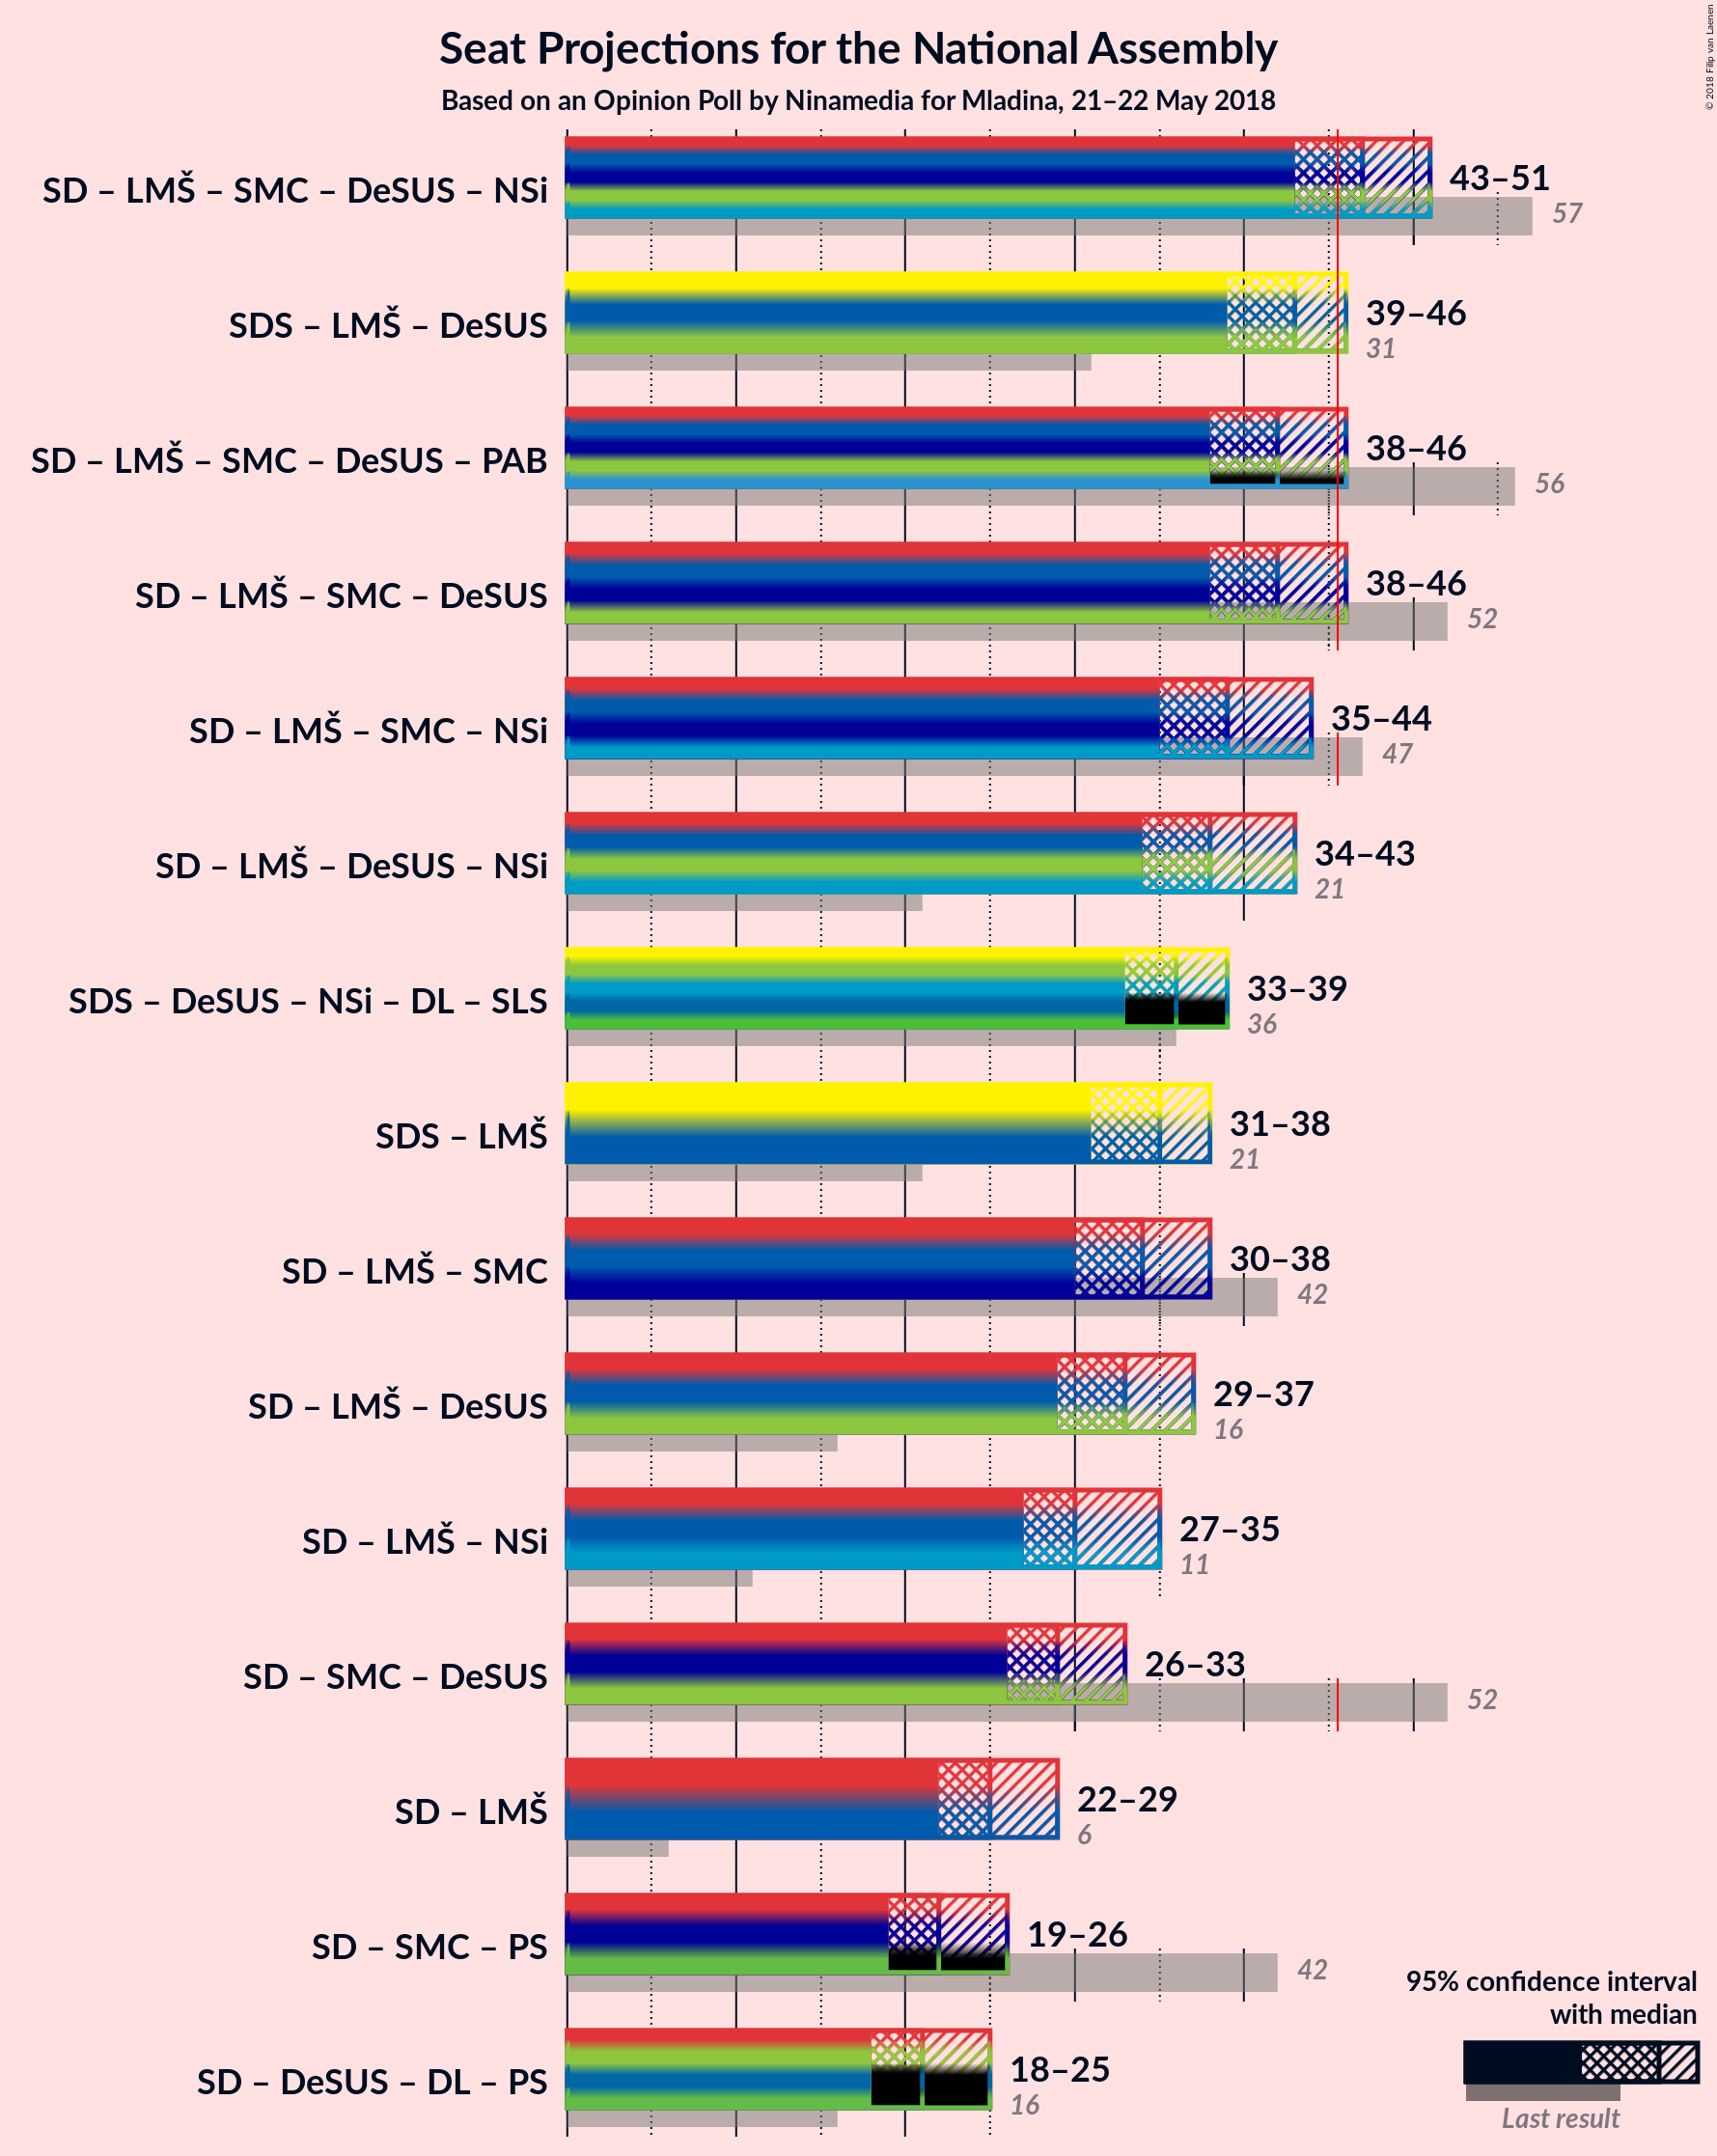 Seat Projections for the National Assembly
Based on an Opinion Poll by Ninamedia for Mladina, 21–22 May 2018
© 2018 Filip van Laenen
SD – LMŠ – SMC – DeSUS – NSi
43–51
57
SDS – LMŠ – DeSUS
39–46
31
SD – LMŠ – SMC – DeSUS – PAB
38–46
56
SD – LMŠ – SMC – DeSUS
38–46
52
SD – LMŠ – SMC – NSi
35–44
47
SD – LMŠ – DeSUS – NSi
34–43
21
SDS – DeSUS – NSi – DL – SLS
33–39
36
SDS – LMŠ
31–38
21
SD – LMŠ – SMC
30–38
42
SD – LMŠ – DeSUS
29–37
16
SD – LMŠ – NSi
27–35
11
SD – SMC – DeSUS
26–33
52
SD – LMŠ
22–29
6
SD – SMC – PS
19–26
42
SD – DeSUS – DL – PS
18–25
16
95% confidence interval
with median
Last result